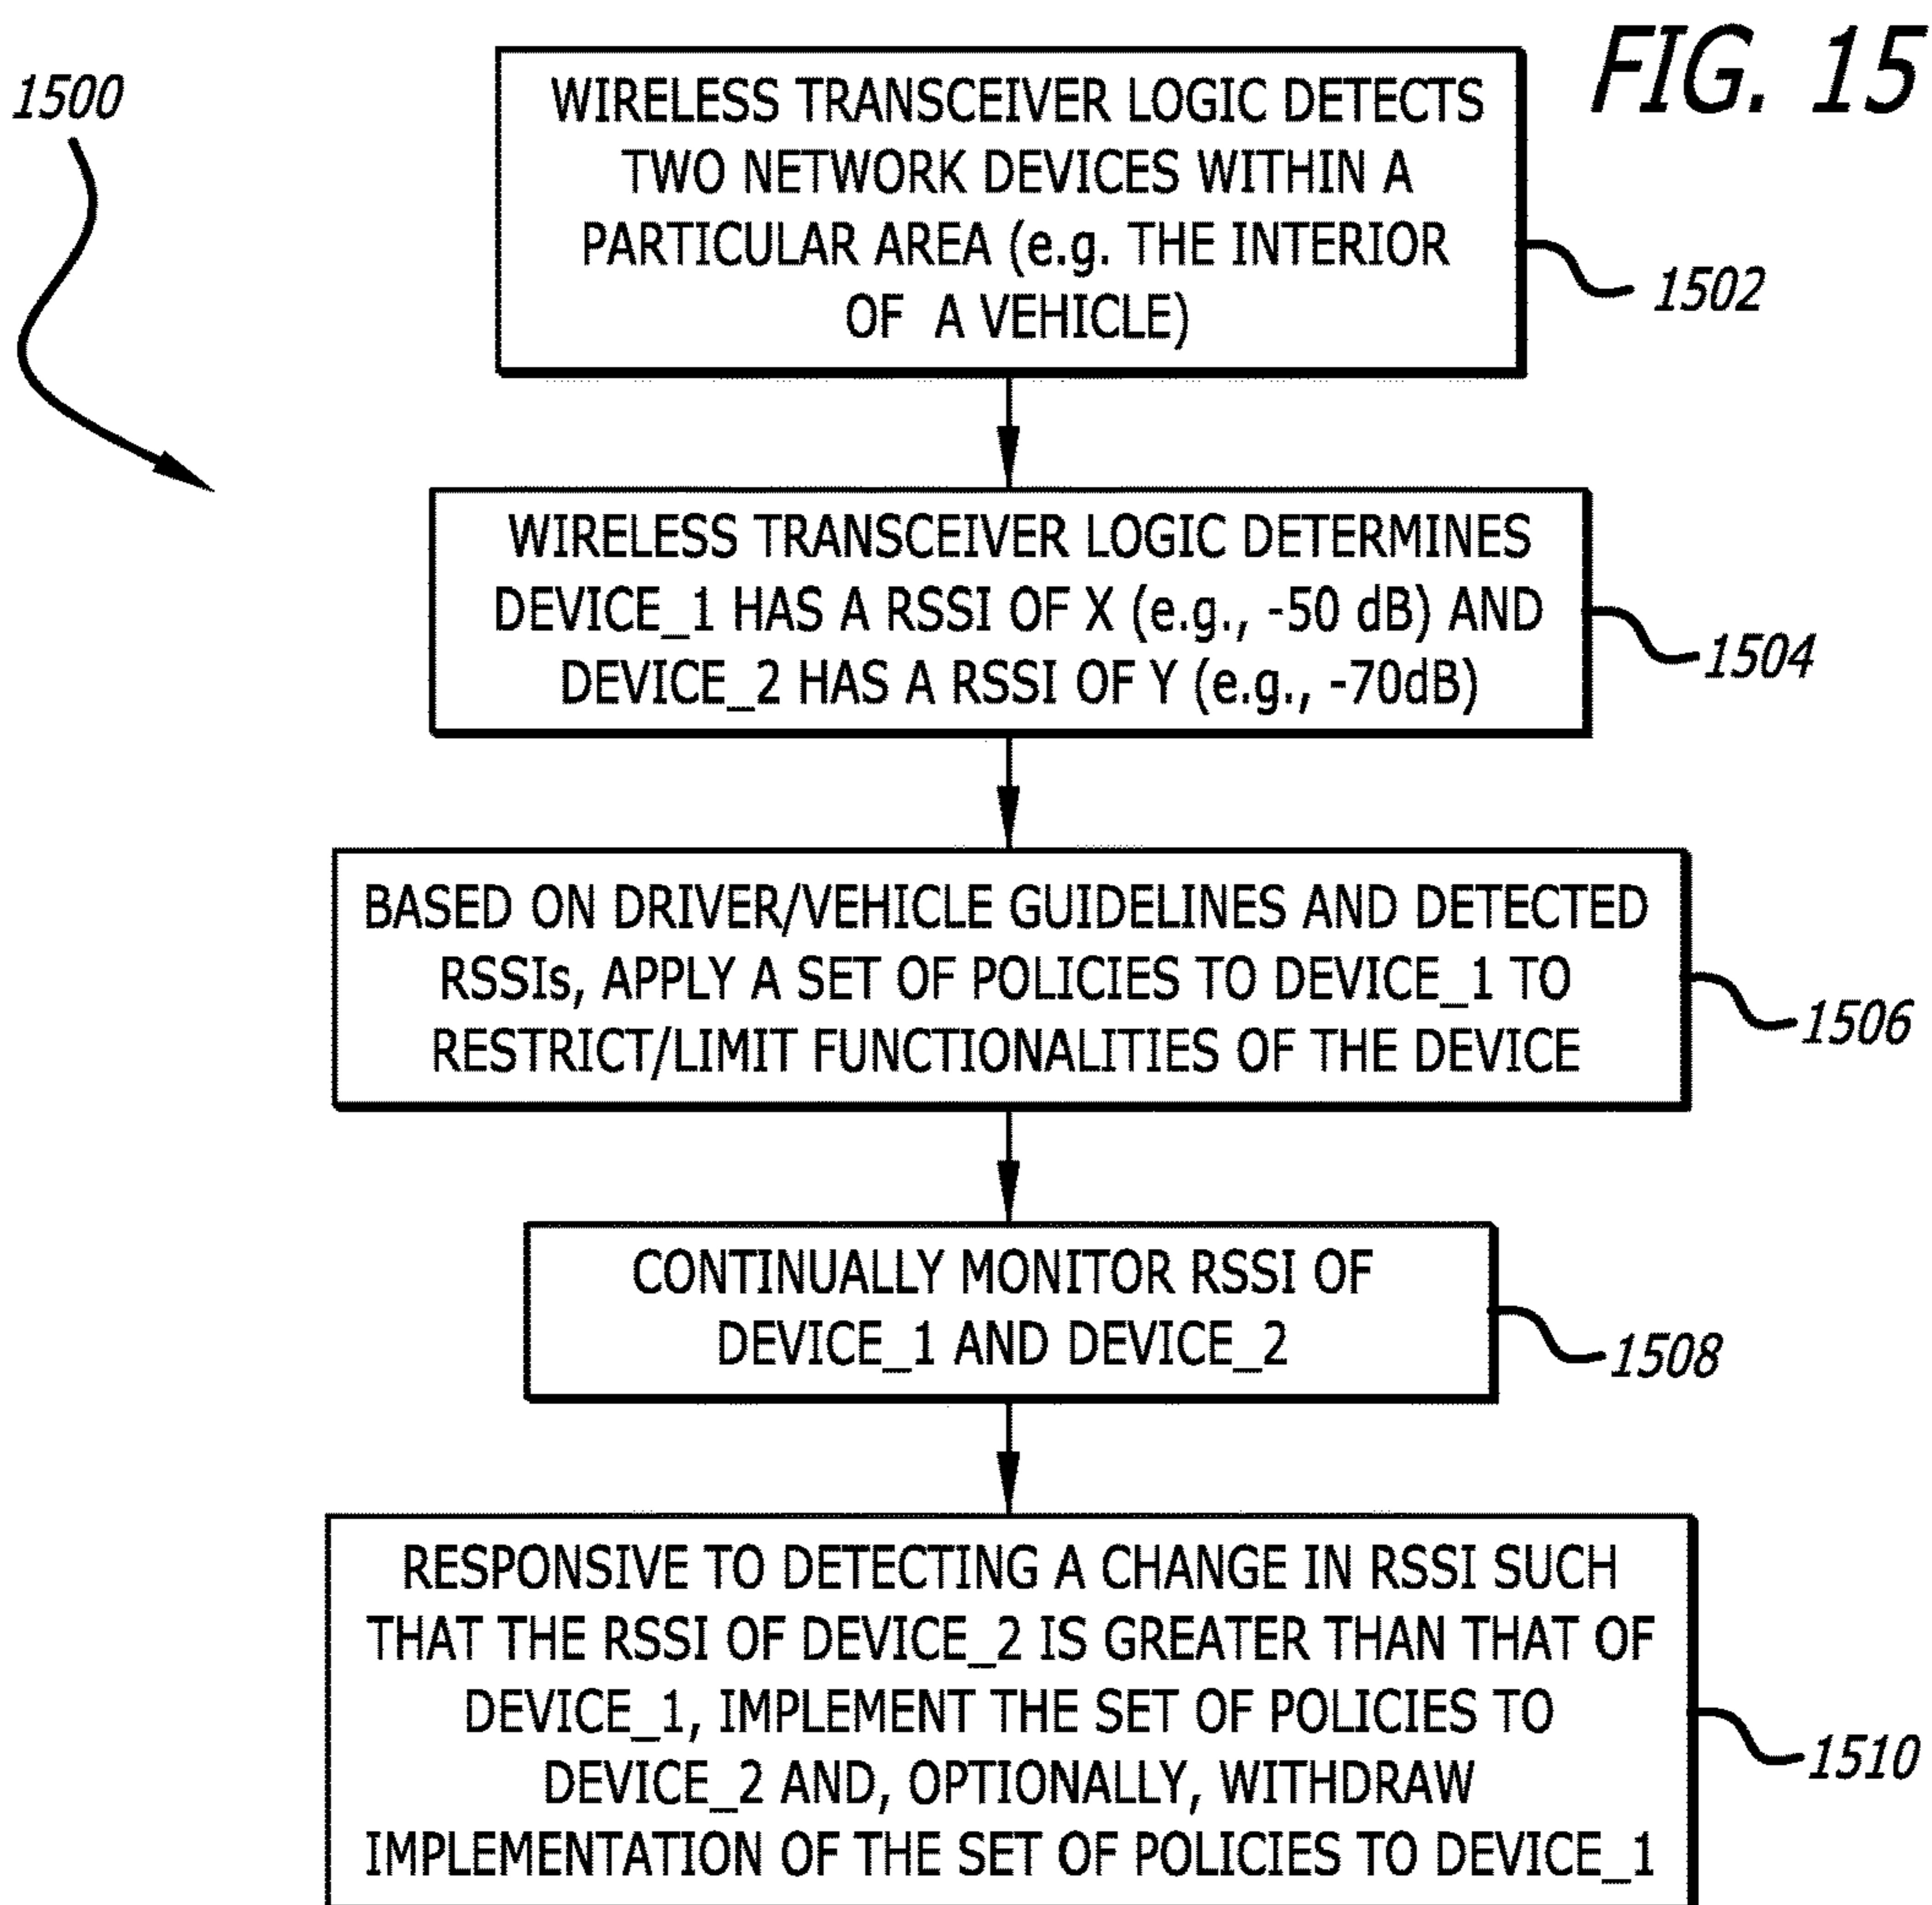 FIG. 15
1500
WIRELESS TRANSCEIVER LOGIC DETECTS
TWO NETWORK DEVICES WITHIN A
PARTICULAR AREA (e.g. THE INTERIOR
OF A VEHICLE)
1502
WIRELESS TRANSCEIVER LOGIC DETERMINES
DEVICE_1 HAS A RSSI OF X (e.g., -50 dB) AND
DEVICE_2 HAS A RSSI OF Y (e.g., -70dB)
1504
BASED ON DRIVER/VEHICLE GUIDELINES AND DETECTED
RSSIs, APPLY A SET OF POLICIES TO DEVICE_1 TO
RESTRICT/LIMIT FUNCTIONALITIES OF THE DEVICE
1506
CONTINUALLY MONITOR RSSI OF
DEVICE_1 AND DEVICE_2
1508
RESPONSIVE TO DETECTING A CHANGE IN RSSI SUCH
THAT THE RSSI OF DEVICE_2 IS GREATER THAN THAT OF
DEVICE_1, IMPLEMENT THE SET OF POLICIES TO
DEVICE_2 AND, OPTIONALLY, WITHDRAW
IMPLEMENTATION OF THE SET OF POLICIES TO DEVICE_1
1510